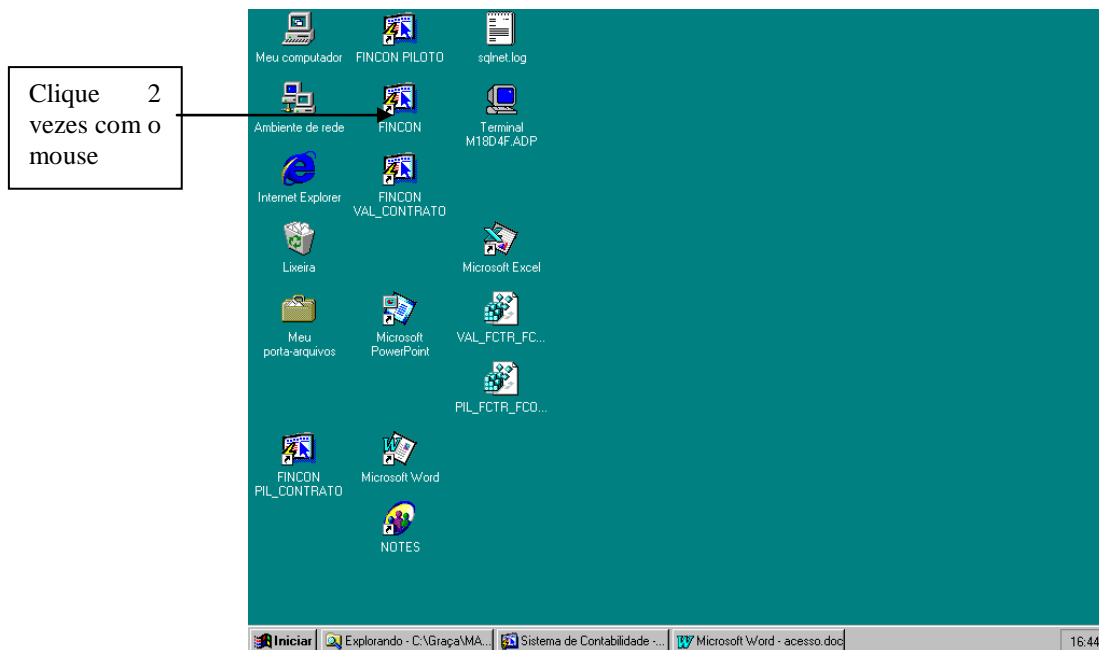 Clique 2
vezes com o
mouse
Meu computador
FINCON PILOTO
sqlnet.log
Ambiente de rede
FINCON
Terminal
M18D4F.ADP
Internet Explorer
FINCON
VAL_CONTRATO
Lixeira
Microsoft Excel
Meu
porta-arquivos
Microsoft
PowerPoint
VAL_FCTR_FC...
PIL_FCTR_FCO...
FINCON
PIL_CONTRATO
Microsoft Word
NOTES
Iniciar
Explorando - C:\Graça\MA...
Sistema de Contabilidade -...
Microsoft Word - acesso.doc
16:44